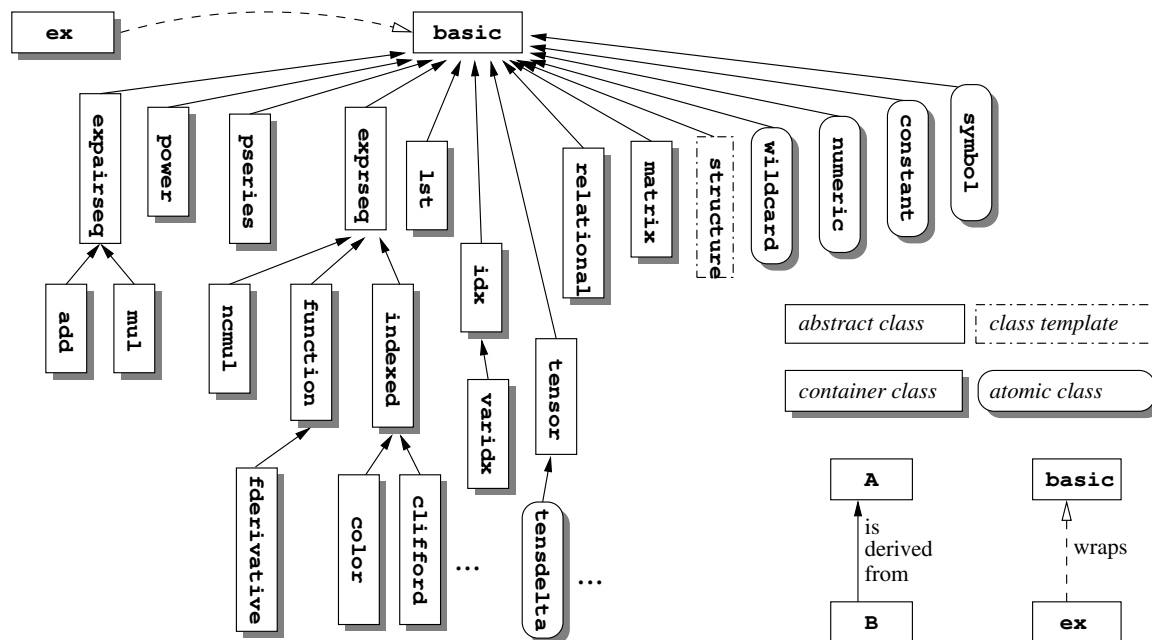 ex
basic
expairseq
power
pseries
exprseq
lst
idx
tensor
relational
matrix
structure
wildcard
numeric
constant
symbol
add
mul
ncmul
function
indexed
varidx
fderivative
color
clifford
...
tensdelta
...
abstract class
class template
container class
atomic class
A
is
derived
from
B
basic
wraps
ex